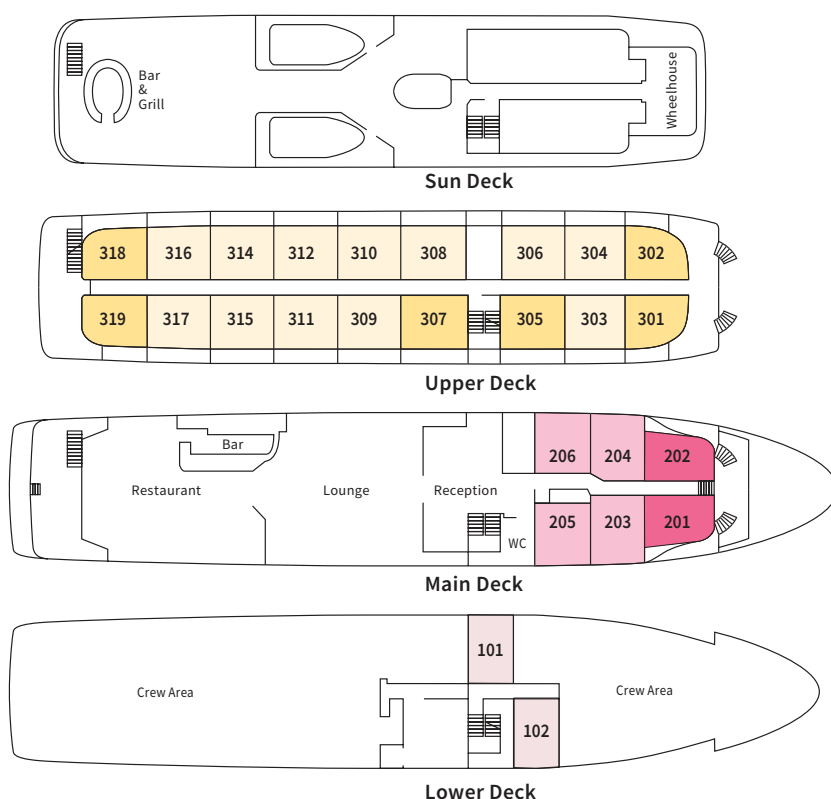 Bar
&
Grill
Wheelhouse
Sun Deck
318 316 314 312 310 308 306 304 302
319 317 315 311 309 307 305 303 301
Upper Deck
Bar
206 204 202
Restaurant Lounge Reception
205 203 201
WC
Main Deck
101
Crew Area Crew Area
102
Lower Deck